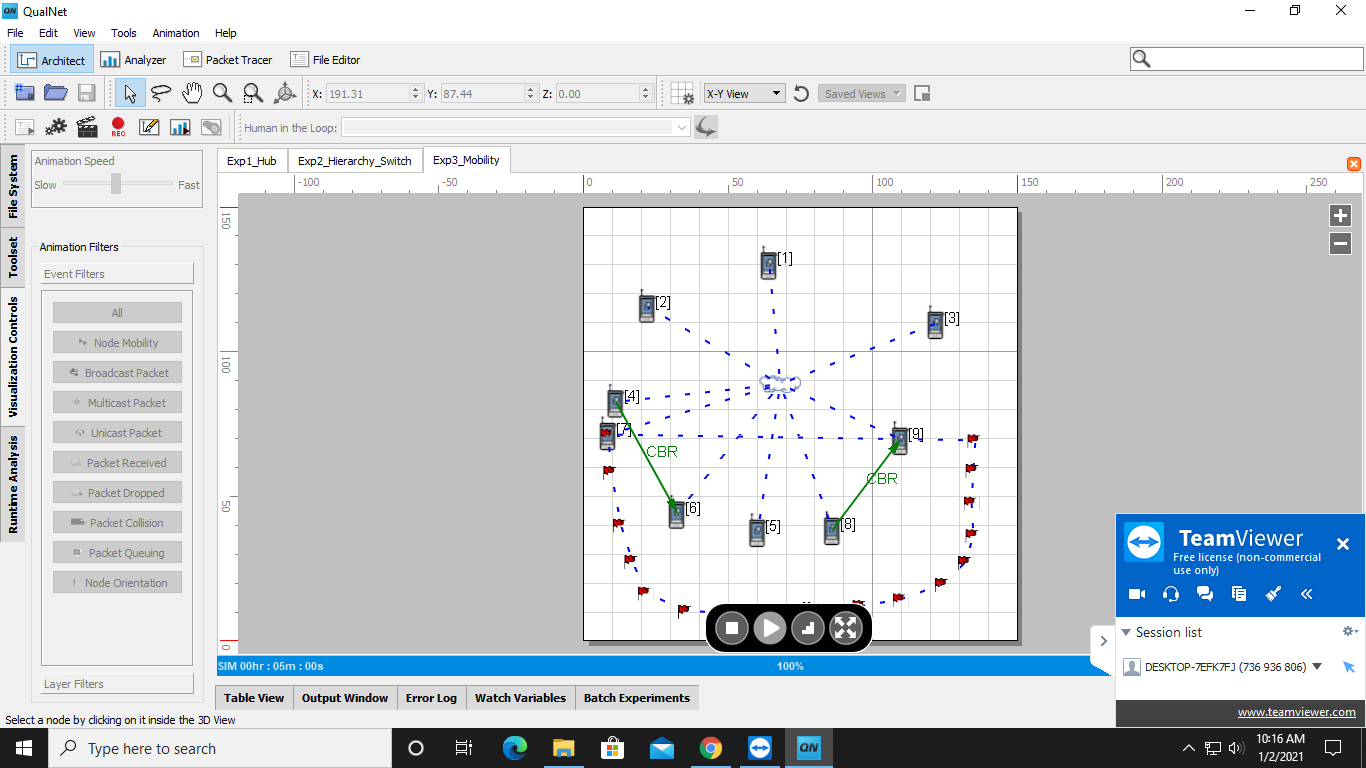 QN QualNet
File Edit View Tools Animation Help
Architect Analyzer Packet Tracer File Editor
X: 191.31 Y: 87.44 Z: 0.00 X-Y View Saved Views
REC Human in the Loop:
File System
Toolset
Visualization Controls
Runtime Analysis
Animation Speed
Slow Fast
Animation Filters
Event Filters
All
Node Mobility
Broadcast Packet
Multicast Packet
Unicast Packet
Packet Received
Packet Dropped
Packet Collision
Packet Queuing
Node Orientation
Layer Filters
Exp1_Hub Exp2_Hierarchy_Switch Exp3_Mobility
-100 -50 0 50 100 150 200 250
150
100
50
0
[1]
[2]
[3]
[4]
[7]
[9]
CBR
CBR
[6]
[5]
[8]
SIM 00hr : 05m : 00s 100%
Table View Output Window Error Log Watch Variables Batch Experiments
Select a node by clicking on it inside the 3D View
TeamViewer
Free license (non-commercial
use only)
Session list
DESKTOP-7EFK7FJ (736 936 806)
www.teamviewer.com
Type here to search
QN
10:16 AM
1/2/2021